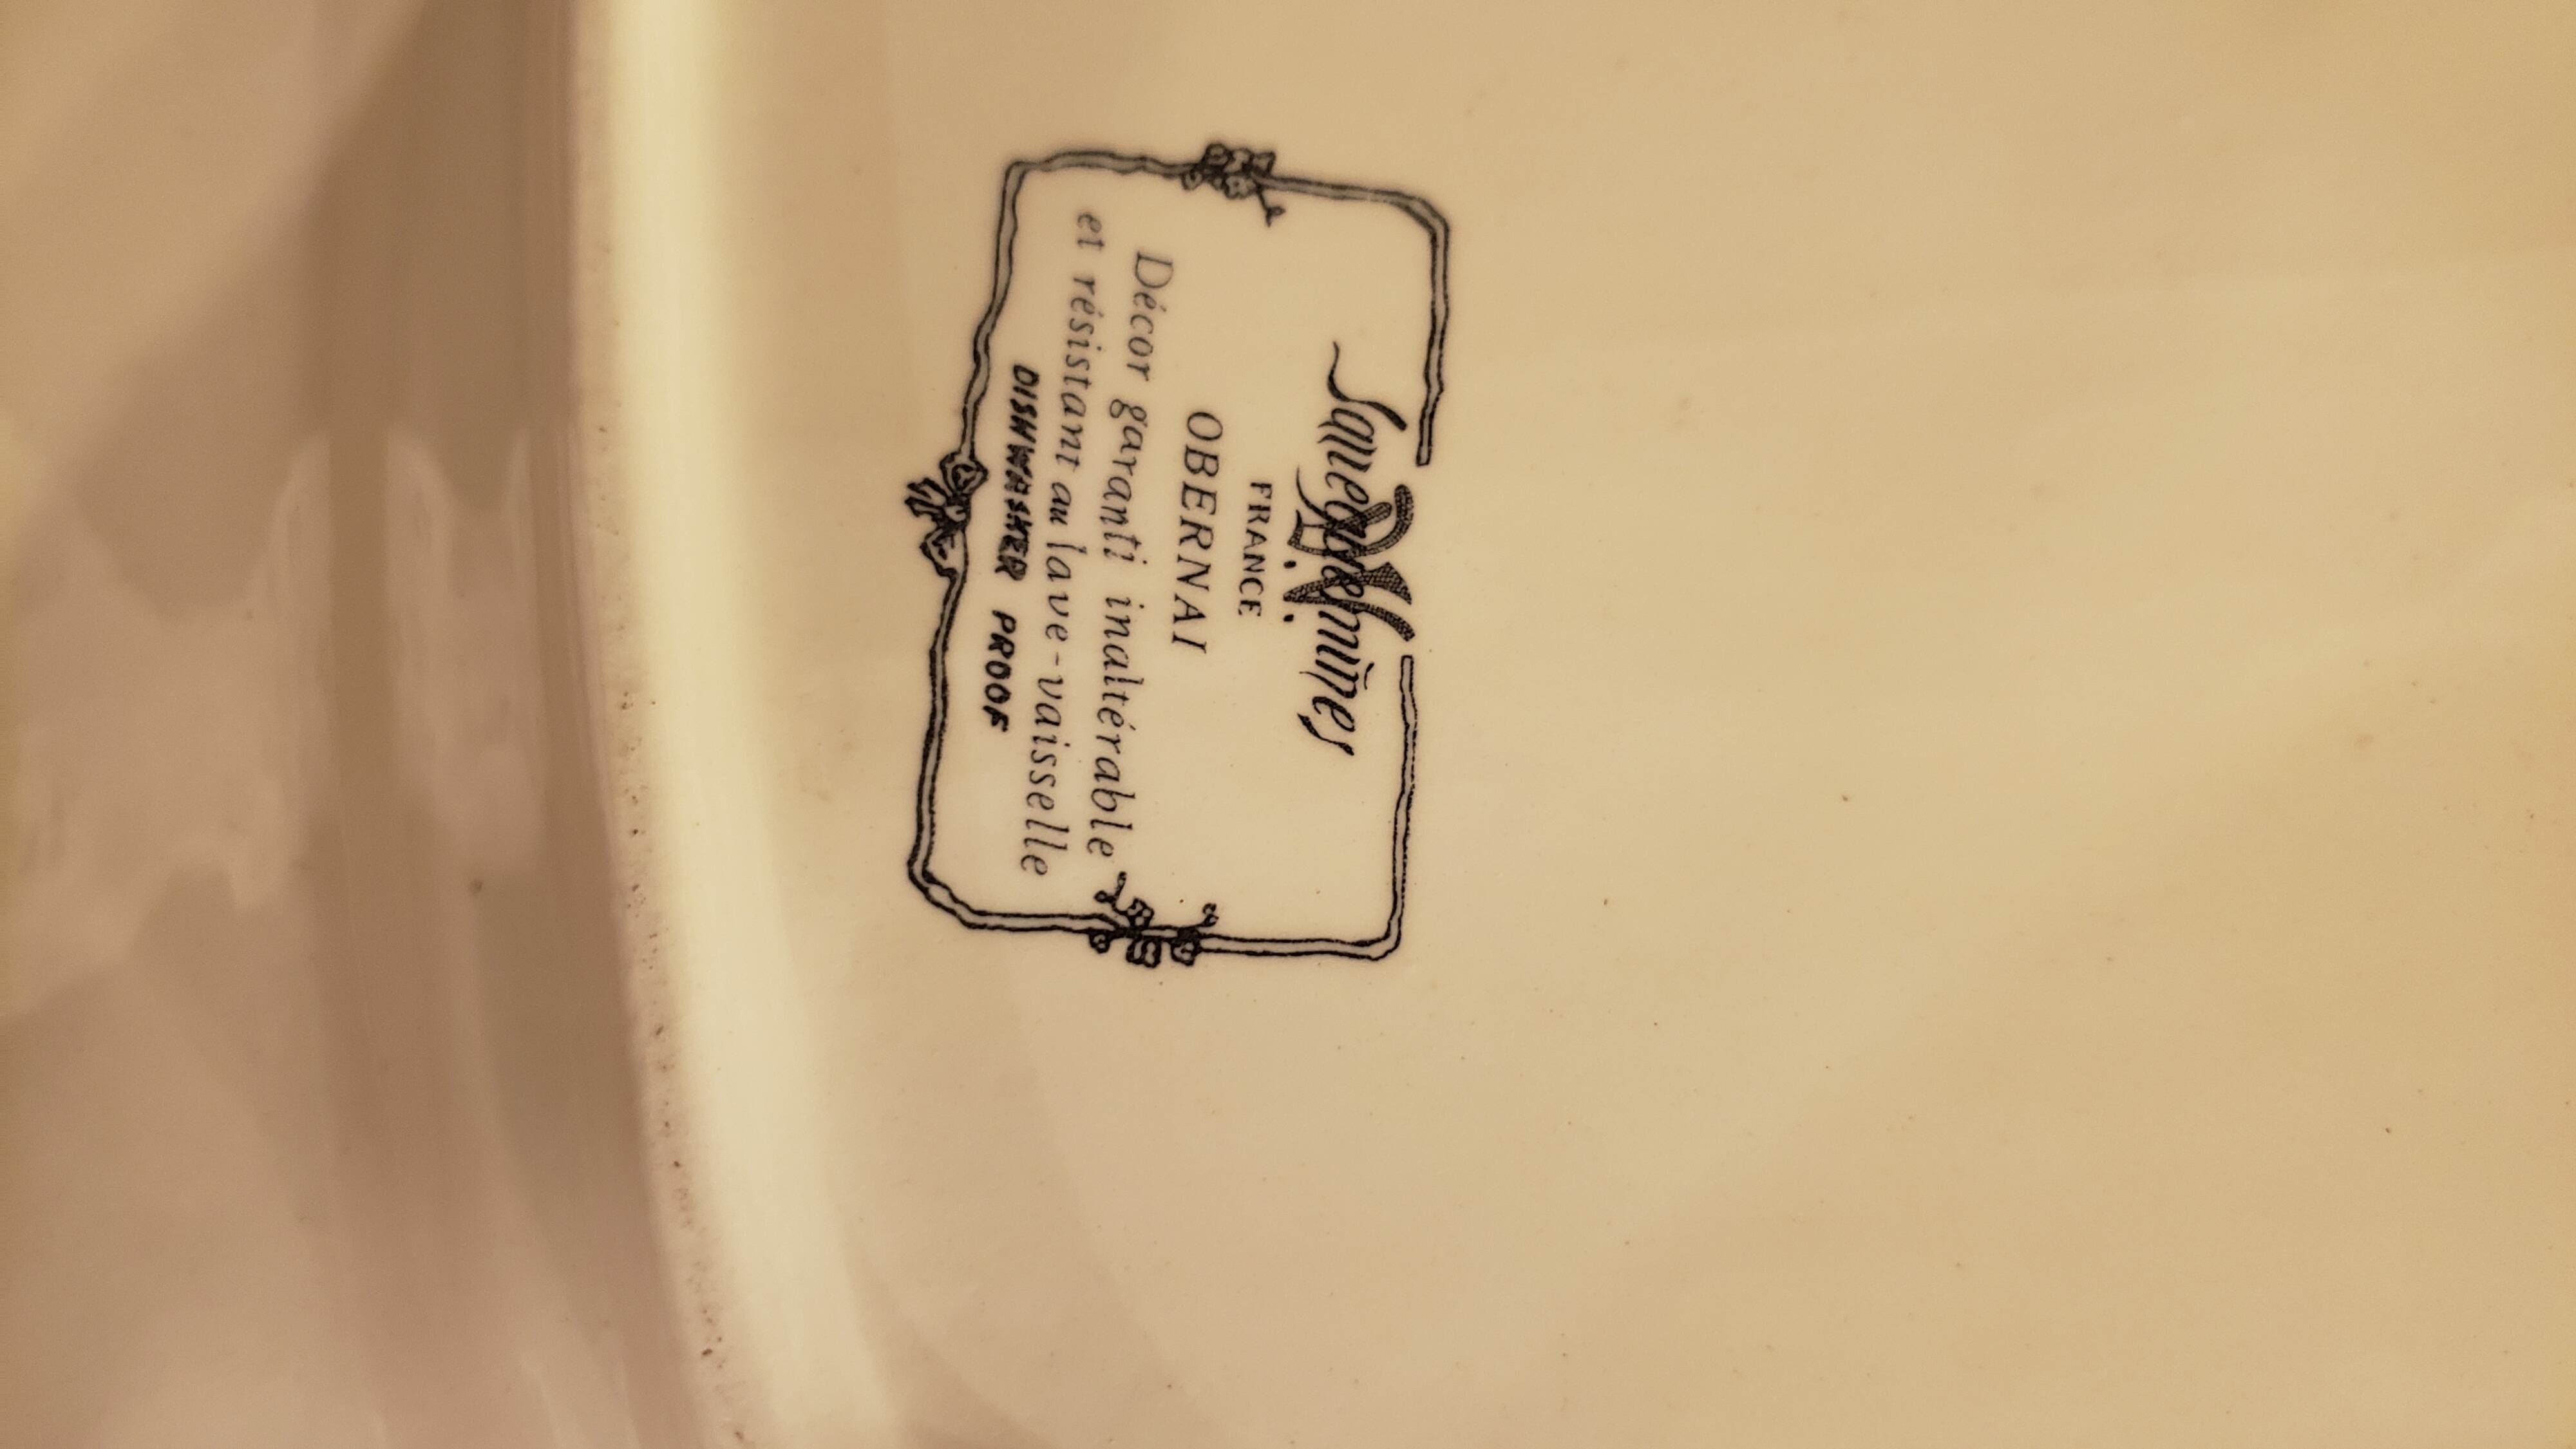 Sarreguemines
FRANCE
OBERNAI
Décor garanti inaltérable
et résistant au lave-vaisselle
DISHWASHER PROOF